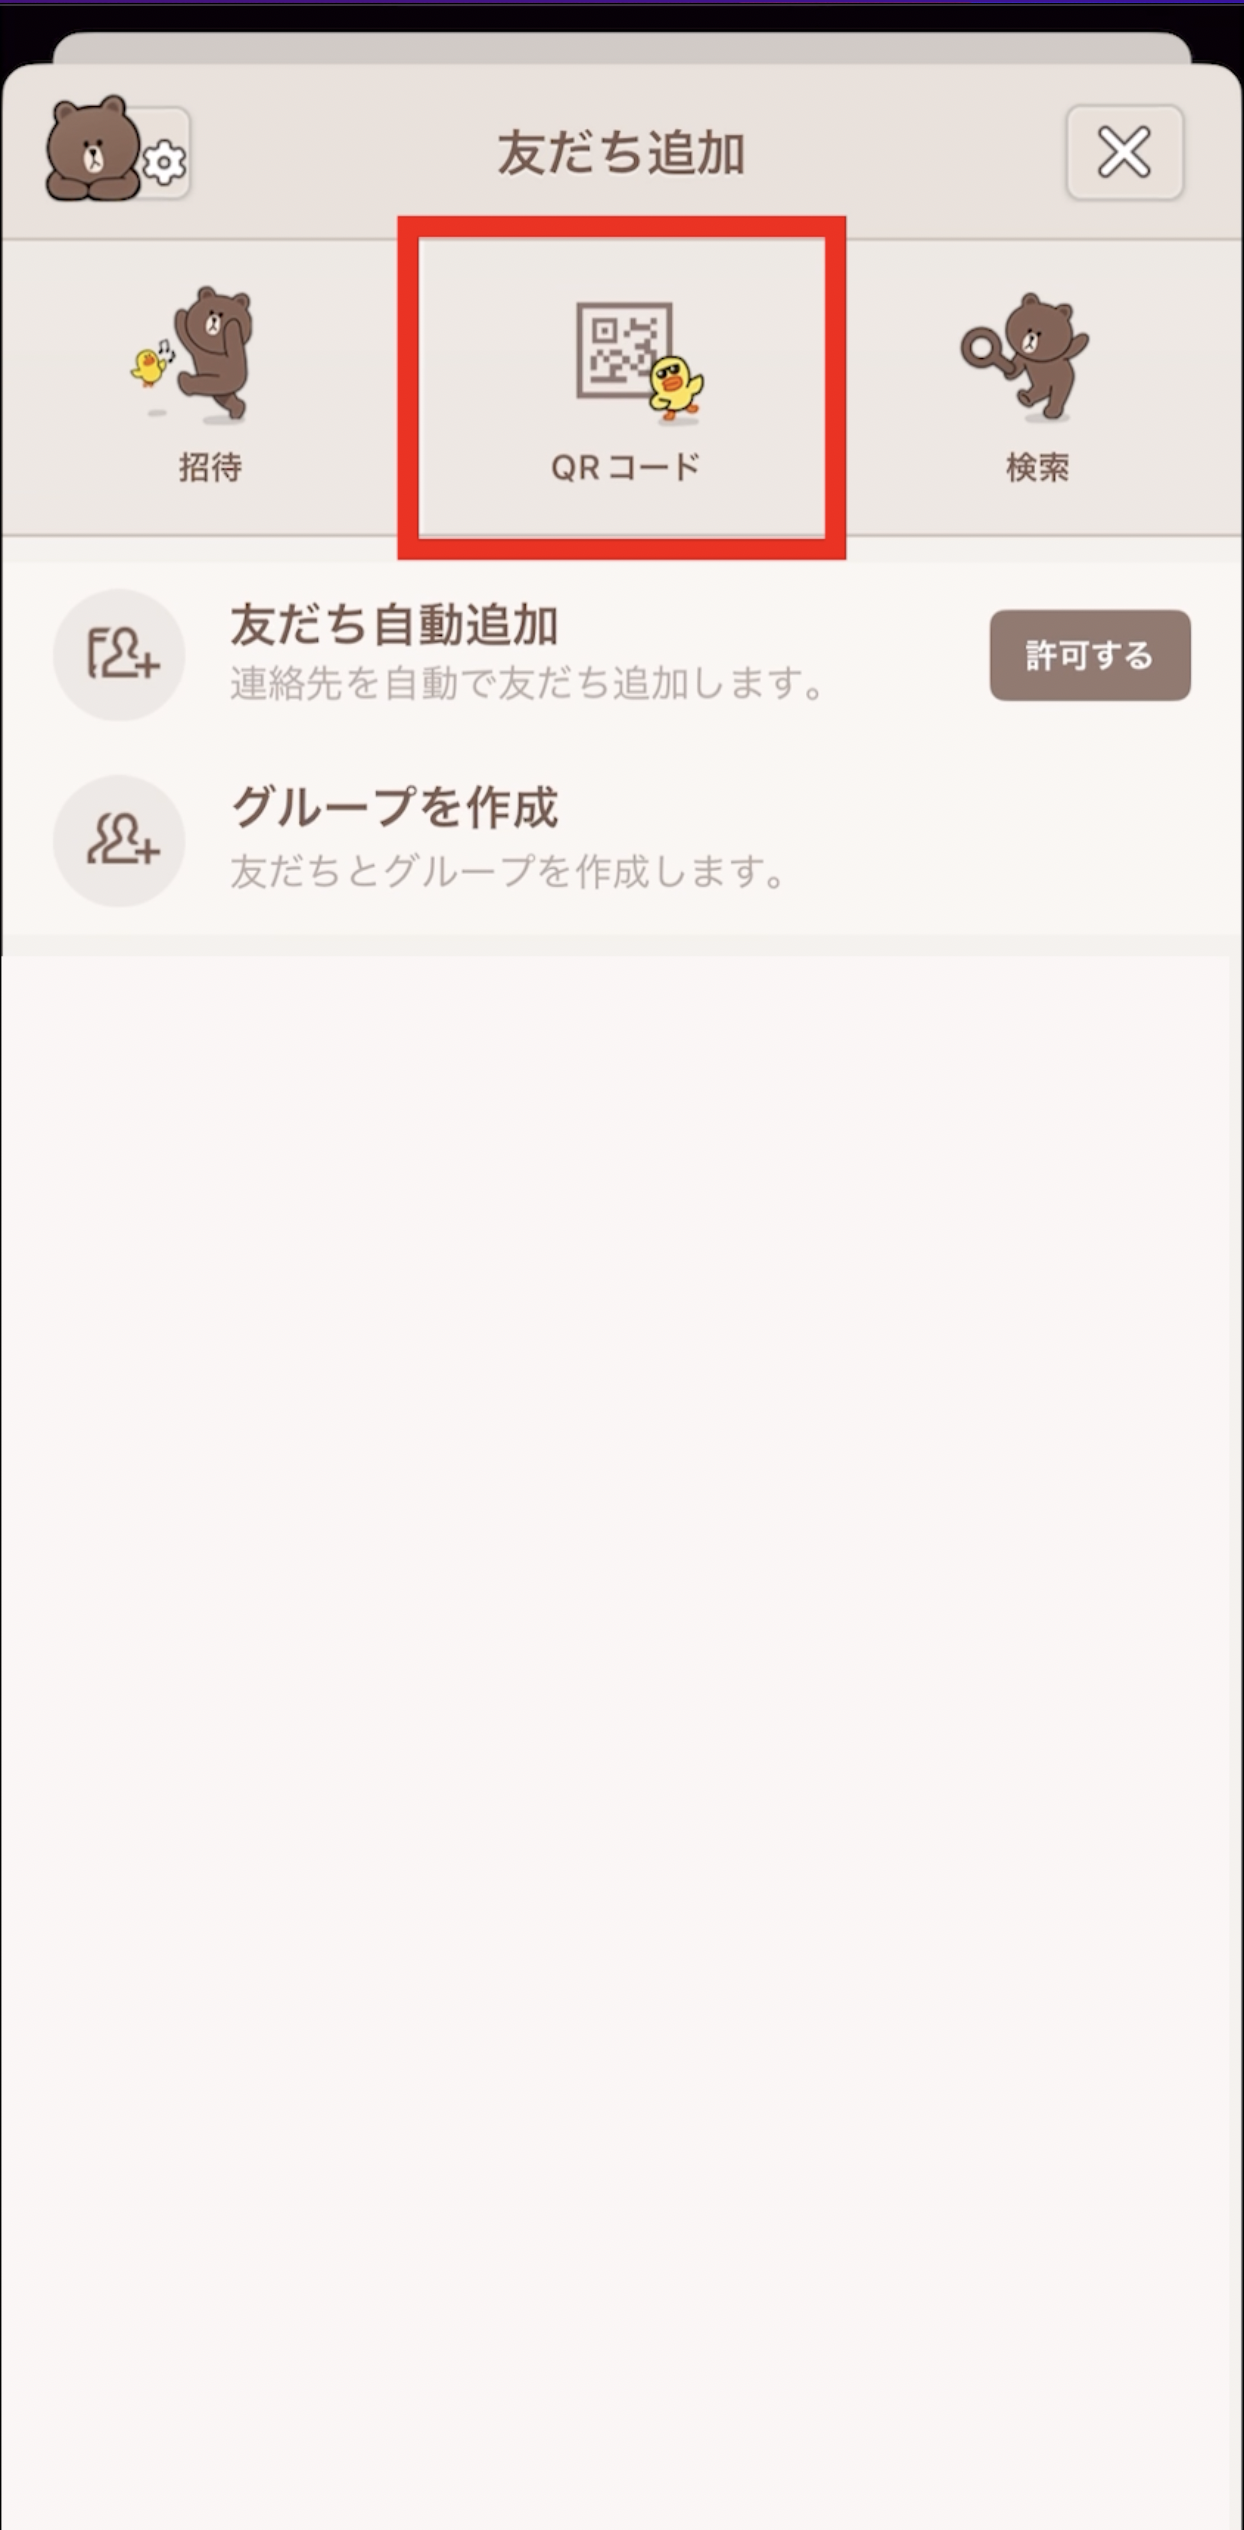 友だち追加
招待
QRコード
検索
友だち自動追加
連絡先を自動で友だち追加します。
許可する
グループを作成
友だちとグループを作成します。